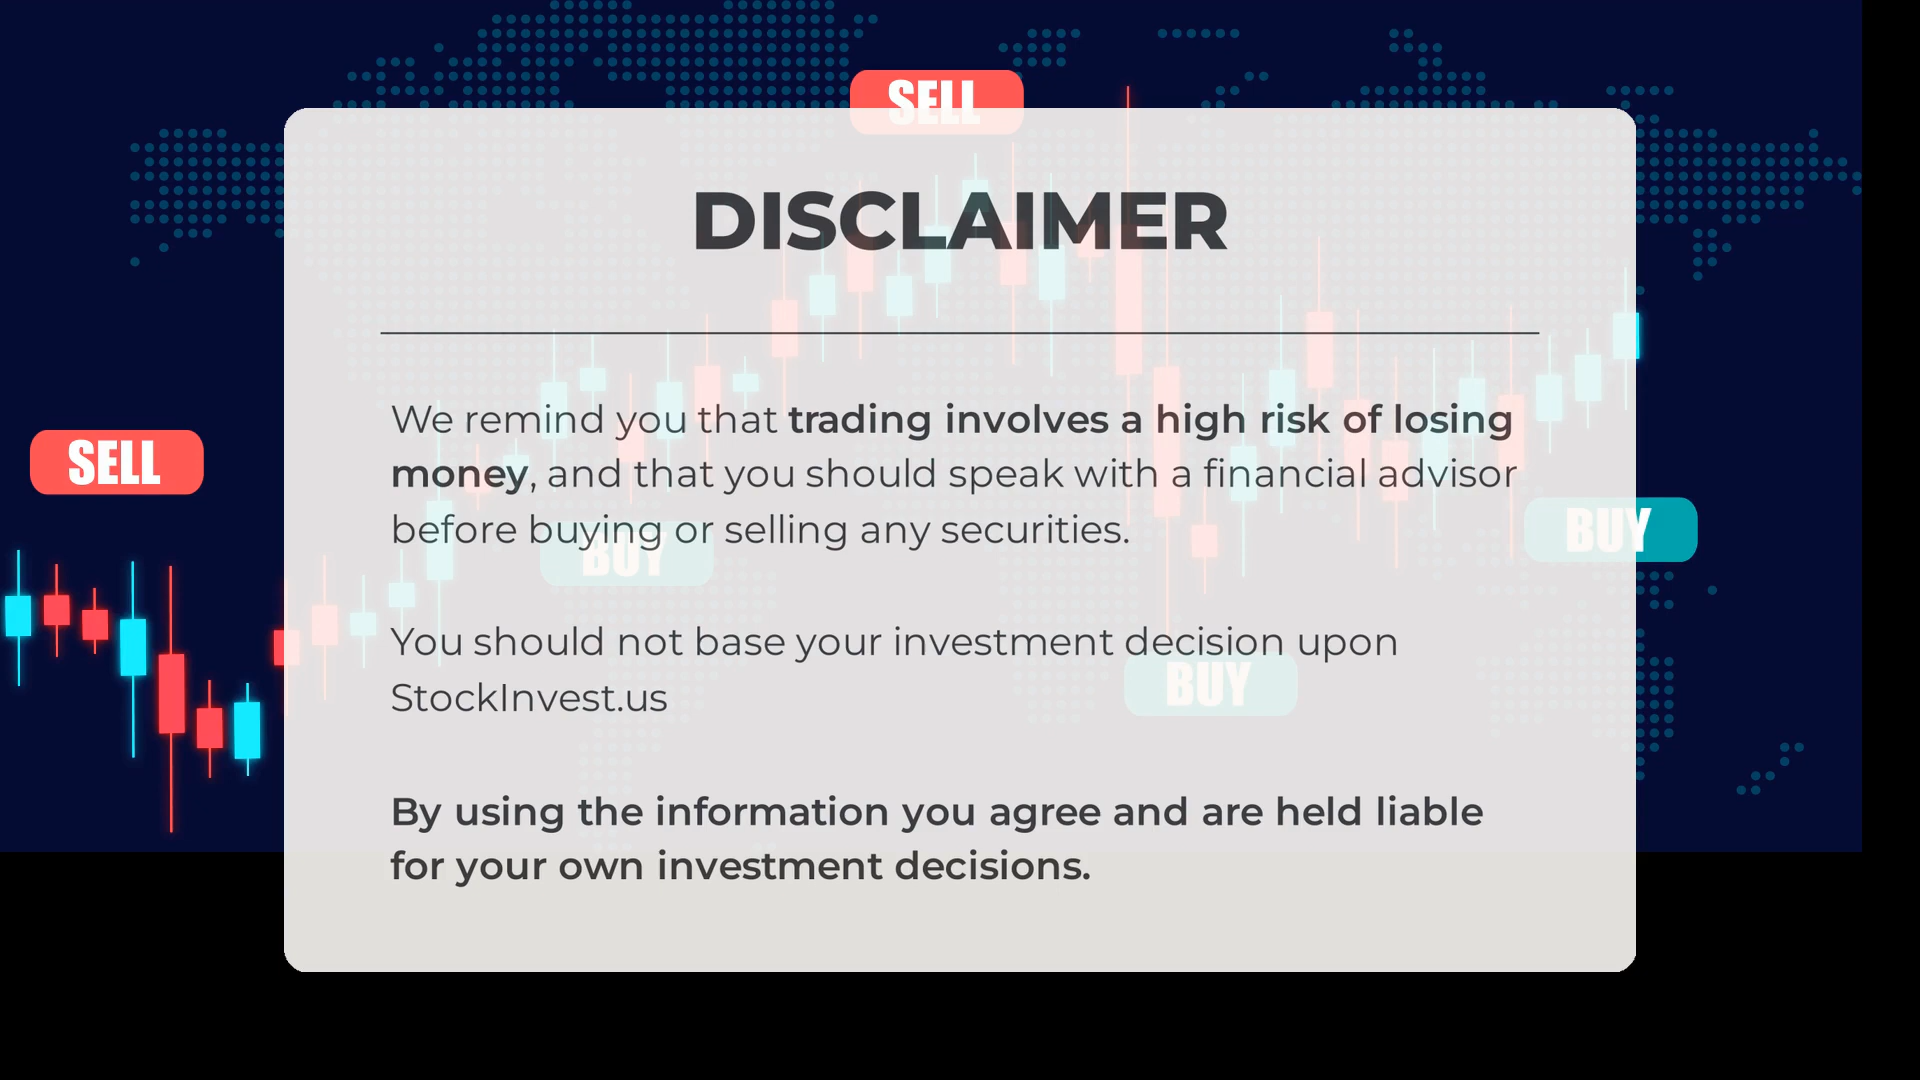 SELL
DISCLAIMER
We remind you that trading involves a high risk of losing
money, and that you should speak with a financial advisor
before buying or selling any securities.
SELL
BUY
BUY
You should not base your investment decision upon
StockInvest.us
BUY
By using the information you agree and are held liable
for your own investment decisions.